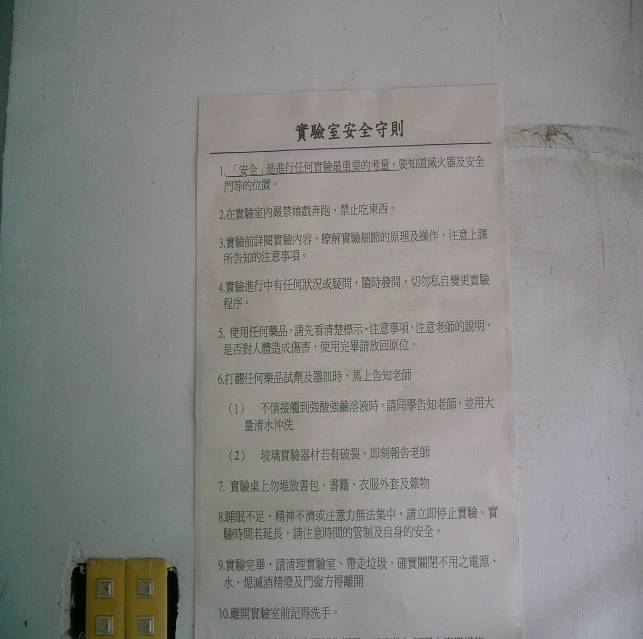 實驗室安全守則
1. 「安全」是進行任何實驗最重要的考量。要知道滅火器及安全
門等的位置。
2.在實驗室內嚴禁嬉戲奔跑、禁止吃東西。
3.實驗前詳閱實驗內容，瞭解實驗細節的原理及操作，注意上課
所告知的注意事項。
4.實驗進行中有任何狀況或疑問，隨時發問，切勿私自變更實驗
程序。
5. 使用任何藥品，請先看清楚標示，注意事項，注意老師的說明，
是否對人體造成傷害，使用完畢請放回原位。
6.打翻任何藥品試劑及器皿時，馬上告知老師
（1） 不慎接觸到強酸強鹼溶液時，請同學告知老師，並用大
量清水沖洗
（2） 玻璃實驗器材若有破裂，即刻報告老師
7. 實驗桌上勿堆放書包、書籍、衣服外套及雜物
8.睡眠不足、精神不濟或注意力無法集中，請立即停止實驗。實
驗時間若延長，請注意時間的管制及自身的安全。
9.實驗完畢，請清理實驗室、帶走垃圾，確實關閉不用之電源、
水、熄滅酒精燈及門窗方得離開
10.離開實驗室前記得洗手。